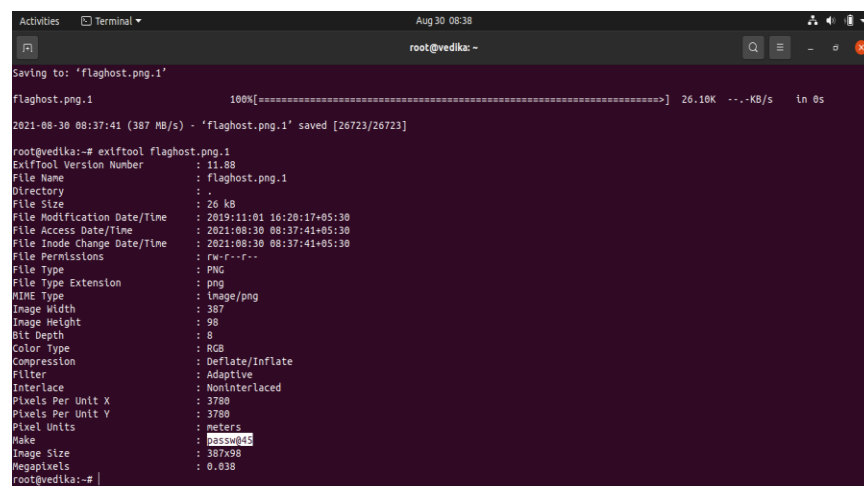 Activities Terminal Aug 30 08:38
root@vedika: ~
Saving to: ‘flaghost.png.1’
flaghost.png.1 100%[======================================================================>] 26.10K --.-KB/s in 0s
2021-08-30 08:37:41 (387 MB/s) - ‘flaghost.png.1’ saved [26723/26723]
root@vedika:~# exiftool flaghost.png.1
ExifTool Version Number : 11.88
File Name : flaghost.png.1
Directory : .
File Size : 26 kB
File Modification Date/Time : 2019:11:01 16:20:17+05:30
File Access Date/Time : 2021:08:30 08:37:41+05:30
File Inode Change Date/Time : 2021:08:30 08:37:41+05:30
File Permissions : rw-r--r--
File Type : PNG
File Type Extension : png
MIME Type : image/png
Image Width : 387
Image Height : 98
Bit Depth : 8
Color Type : RGB
Compression : Deflate/Inflate
Filter : Adaptive
Interlace : Noninterlaced
Pixels Per Unit X : 3780
Pixels Per Unit Y : 3780
Pixel Units : meters
Make : passw@45
Image Size : 387x98
Megapixels : 0.038
root@vedika:~#